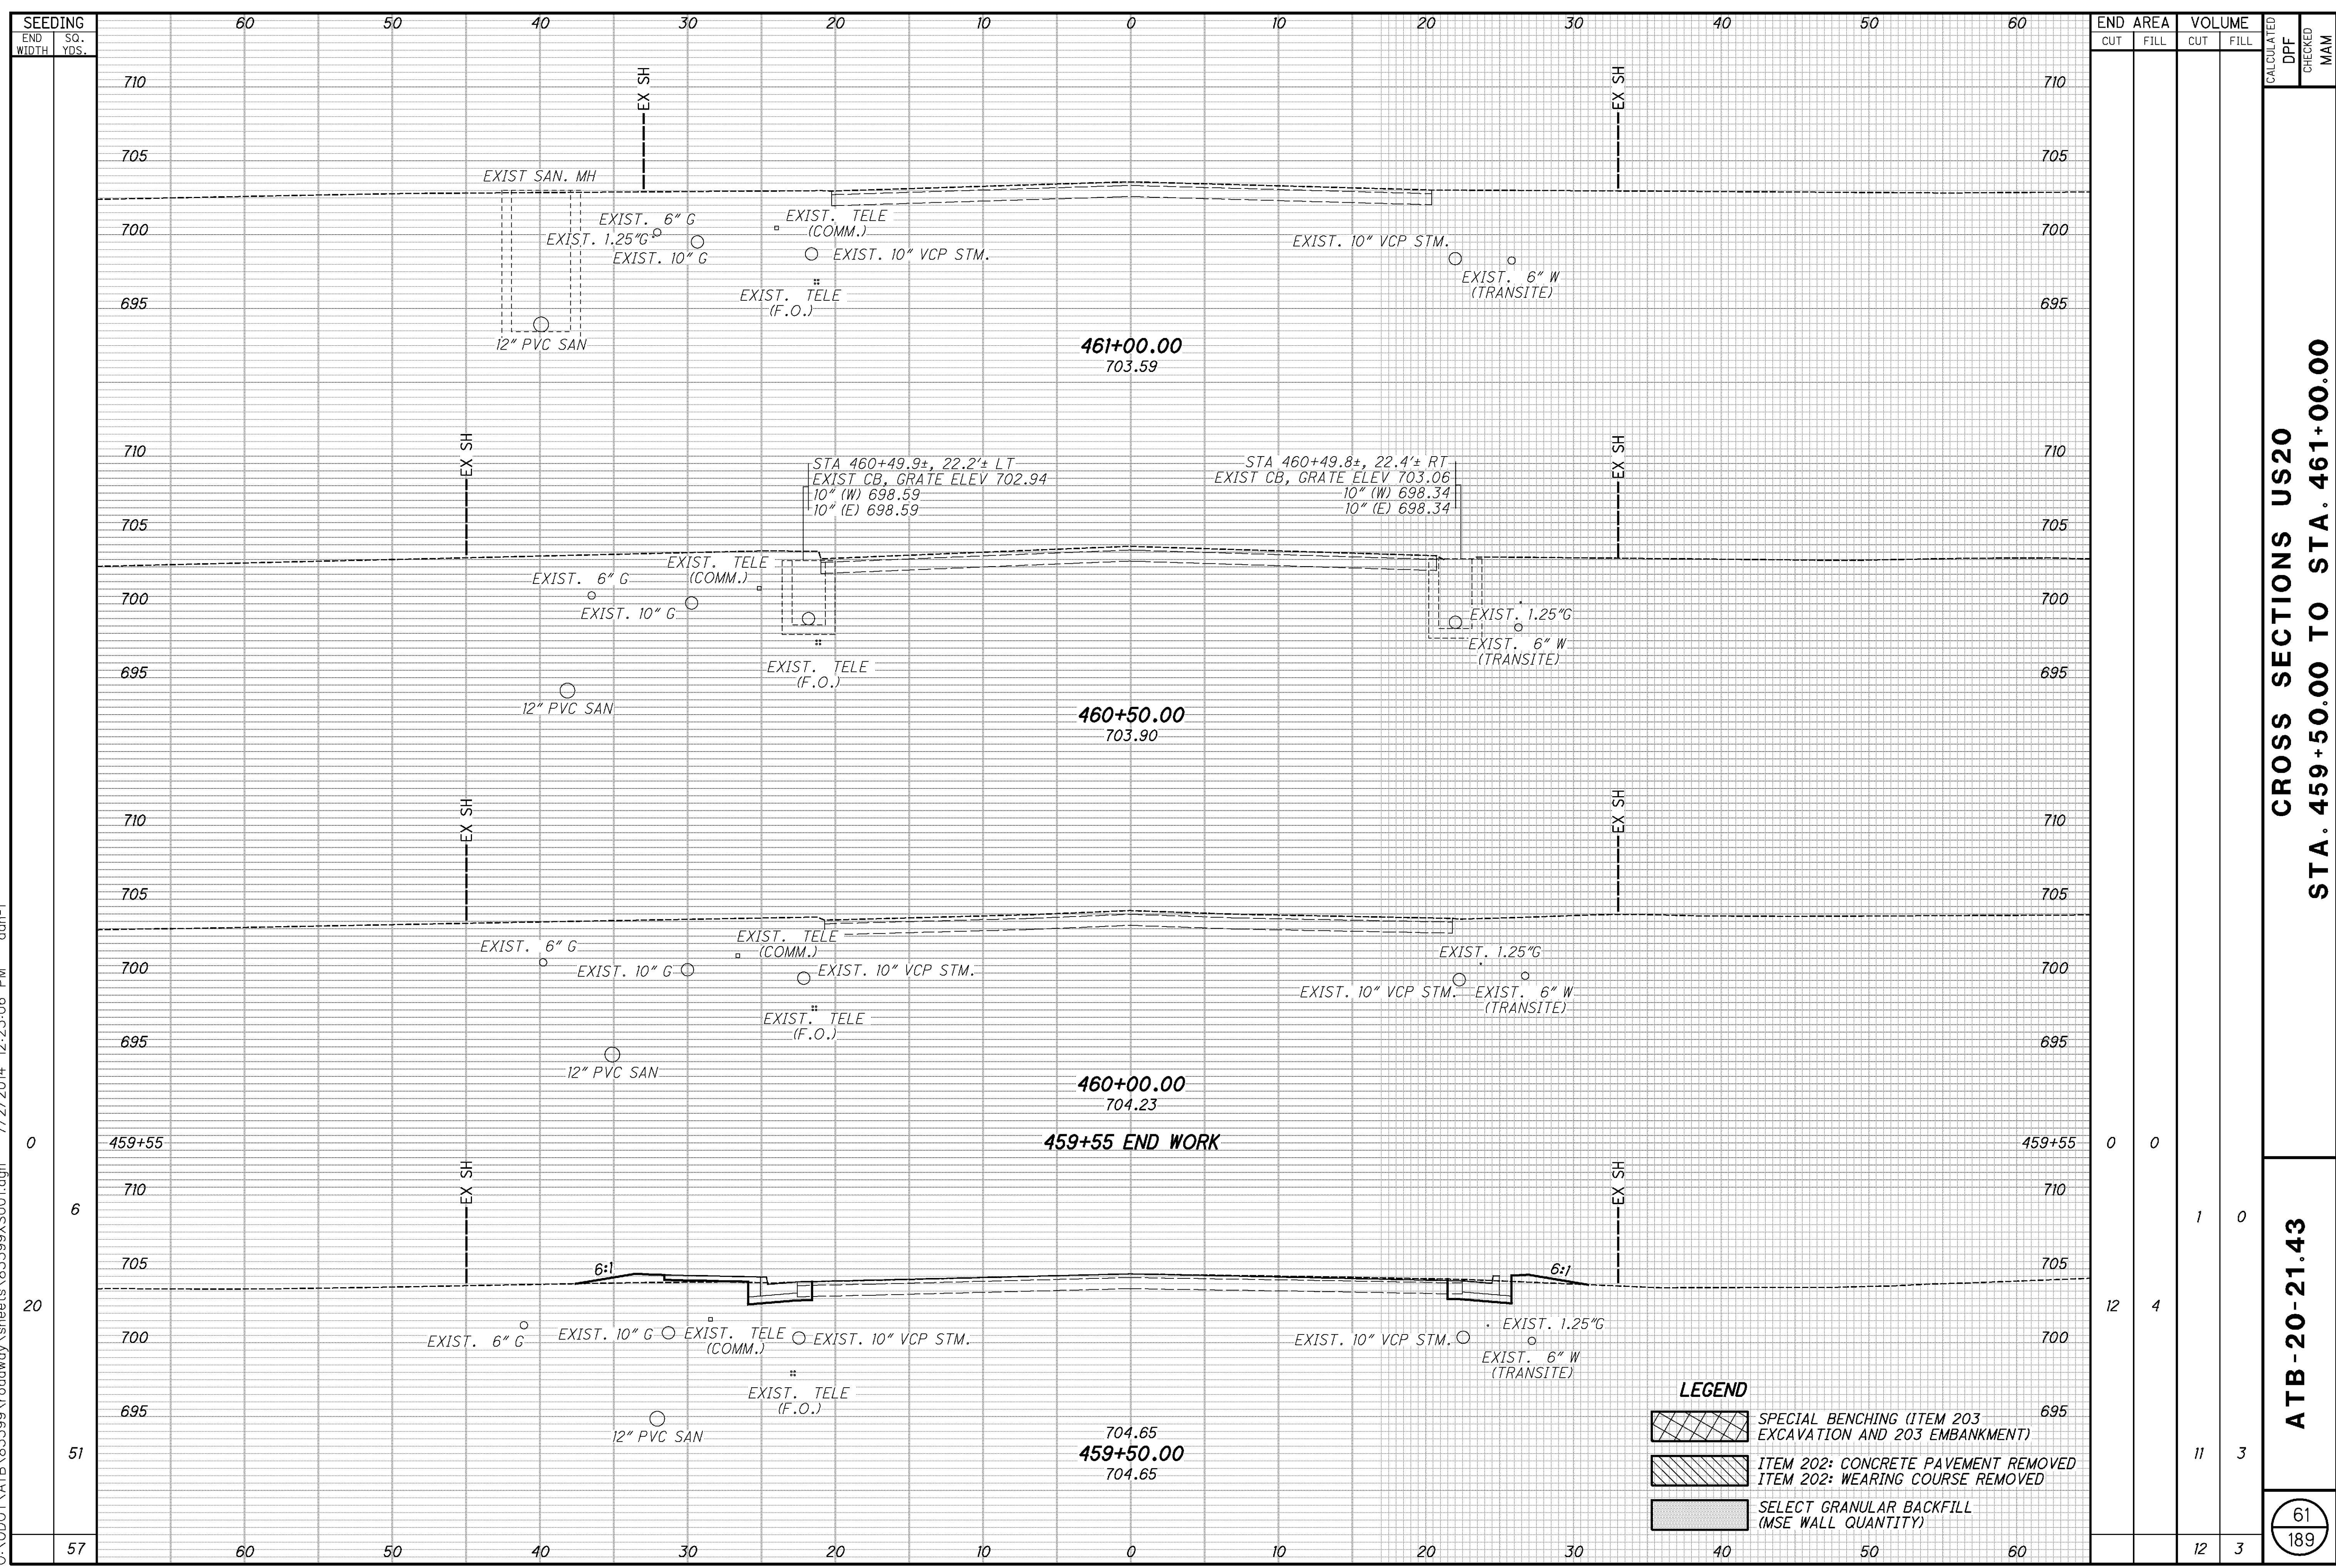 SEEDING
END WIDTH
SQ. YDS.
60 50 40 30 20 10 0 10 20 30 40 50 60
END AREA
VOLUME
CUT FILL CUT FILL
CALCULATED
DPF
CHECKED
MAM
EX SH
EX SH
710 710
705 705
EXIST SAN. MH
EXIST. 6" G
EXIST. TELE
(COMM.)
700 700
EXIST. 1.25"G
EXIST. 10" G
EXIST. 10" VCP STM.
EXIST. 10" VCP STM.
EXIST. 6" W
(TRANSITE)
EXIST. TELE
(F.O.)
695 695
12" PVC SAN
461+00.00
703.59
EX SH
EX SH
710 710
STA 460+49.9±, 22.2'± LT
EXIST CB, GRATE ELEV 702.94
10" (W) 698.59
10" (E) 698.59
STA 460+49.8±, 22.4'± RT
EXIST CB, GRATE ELEV 703.06
10" (W) 698.34
10" (E) 698.34
705 705
EXIST. TELE
(COMM.)
EXIST. 6" G
700 700
EXIST. 10" G
EXIST. 1.25"G
EXIST. 6" W
(TRANSITE)
EXIST. TELE
(F.O.)
695 695
12" PVC SAN
460+50.00
703.90
EX SH
EX SH
710 710
705 705
EXIST. 6" G
EXIST. TELE
(COMM.)
EXIST. 1.25"G
700 700
EXIST. 10" G
EXIST. 10" VCP STM.
EXIST. 10" VCP STM.
EXIST. 6" W
(TRANSITE)
EXIST. TELE
(F.O.)
695 695
12" PVC SAN
460+00.00
704.23
0 459+55 459+55 END WORK 459+55 0 0
EX SH
EX SH
710 710
6 1 0
705 705
6:1 6:1
20 12 4
EXIST. 6" G
EXIST. 10" G
EXIST. TELE
(COMM.)
EXIST. 10" VCP STM.
700 700
EXIST. 10" VCP STM.
EXIST. 1.25"G
EXIST. 6" W
(TRANSITE)
EXIST. TELE
(F.O.)
695 695
12" PVC SAN
704.65
459+50.00
704.65
51 11 3
LEGEND
SPECIAL BENCHING (ITEM 203
EXCAVATION AND 203 EMBANKMENT)
ITEM 202: CONCRETE PAVEMENT REMOVED
ITEM 202: WEARING COURSE REMOVED
SELECT GRANULAR BACKFILL
(MSE WALL QUANTITY)
57 12 3
60 50 40 30 20 10 0 10 20 30 40 50 60
CROSS SECTIONS US20
STA. 459+50.00 TO STA. 461+00.00
ATB-20-21.43
61
189